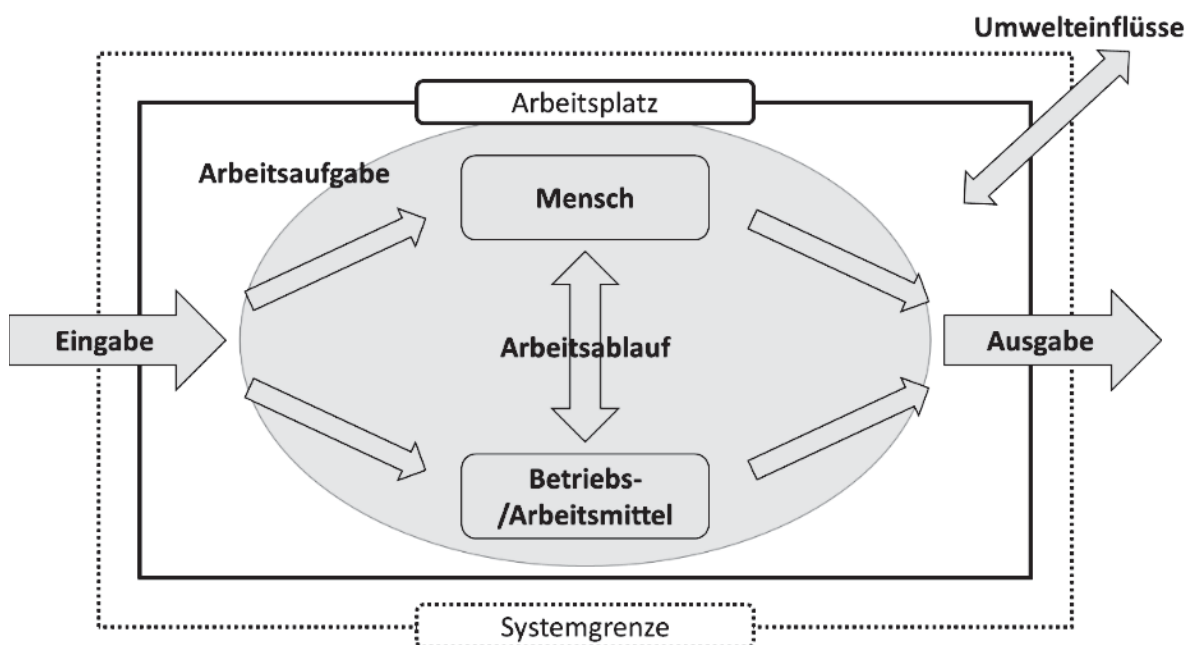 Umwelteinflüsse
Arbeitsplatz
Arbeitsaufgabe
Mensch
Eingabe
Arbeitsablauf
Ausgabe
Betriebs-
/Arbeitsmittel
Systemgrenze